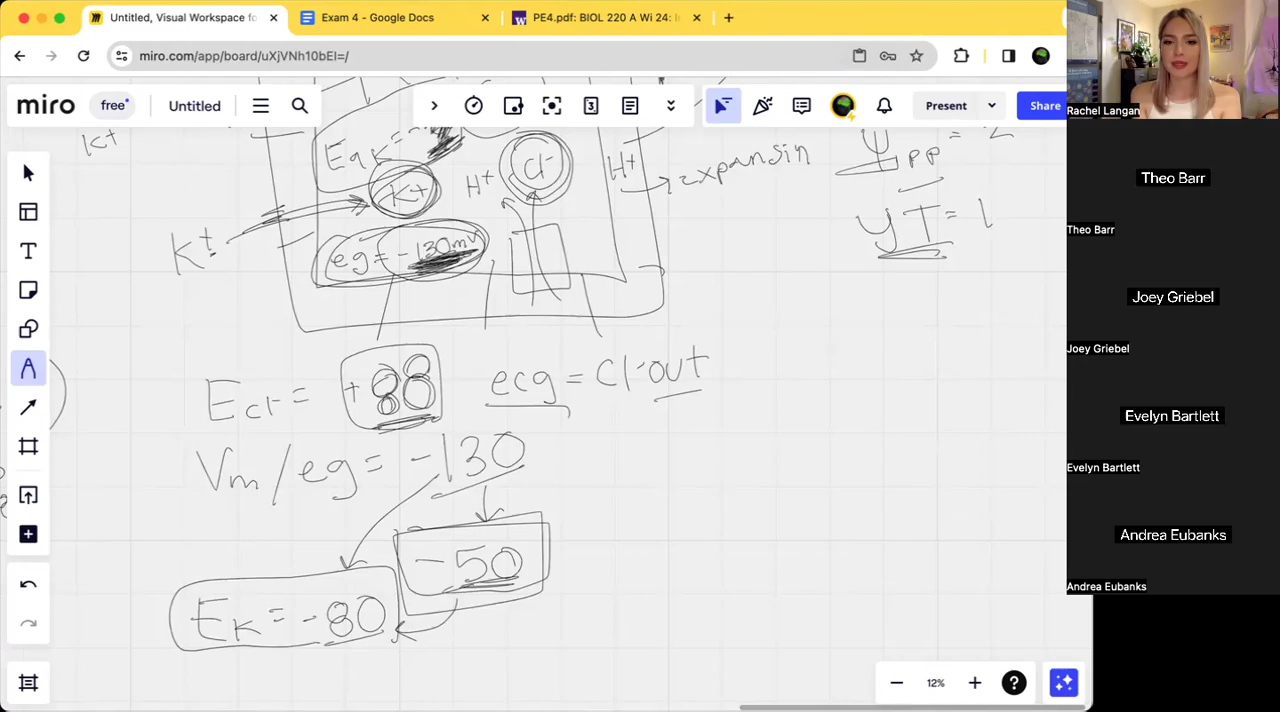 Untitled, Visual Workspace fo
Exam 4 - Google Docs
PE4.pdf: BIOL 220 A Wi 24: I
miro.com/app/board/uXjVNh10bEI=/
miro
free
Untitled
3
Present
Share
Rachel Langan
Theo Barr
Theo Barr
Joey Griebel
Joey Griebel
Evelyn Bartlett
Evelyn Bartlett
Andrea Eubanks
Andrea Eubanks
K+
K+
K+
H+
Cl-
H+
expansin
eg = -130mV
Ψpp = 2
ΨT = 1
Ecl- = +88
ecg = Cl- out
Vm/eg = -130
-50
EK = -80
12%